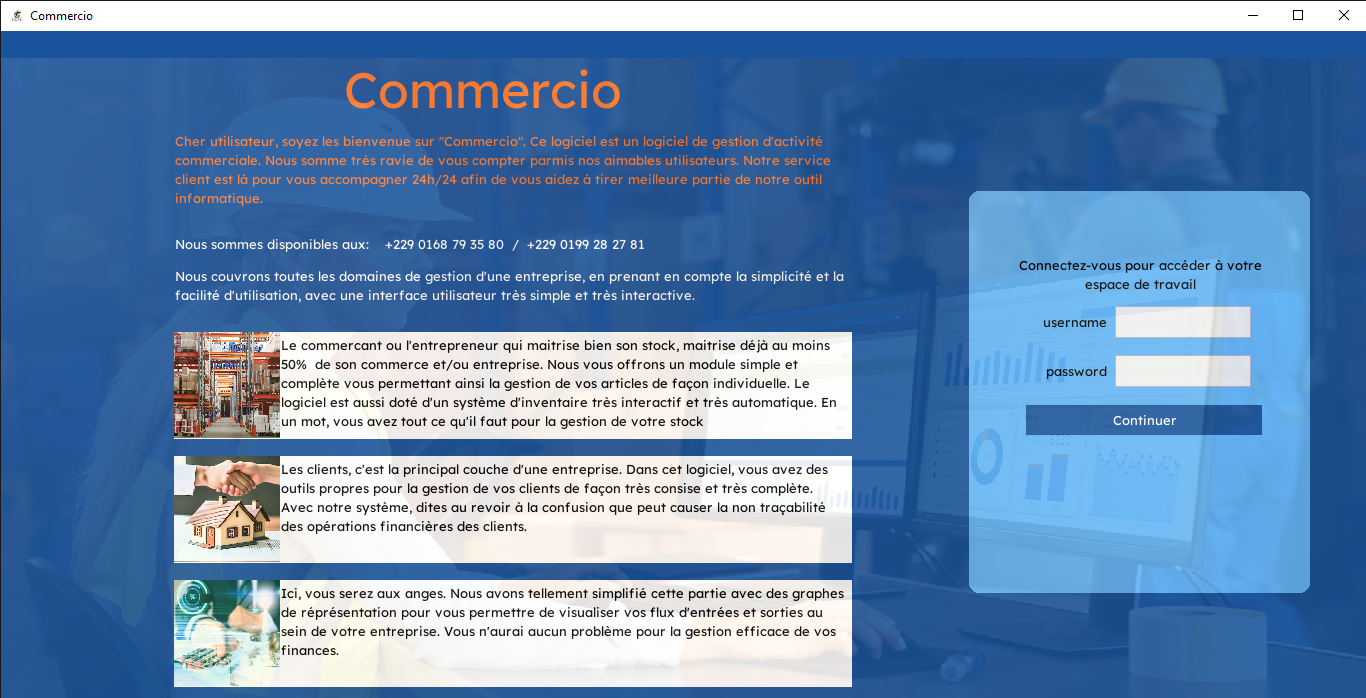 Commercio
Commercio
Cher utilisateur, soyez les bienvenue sur "Commercio". Ce logiciel est un logiciel de gestion d'activité
commerciale. Nous somme très ravie de vous compter parmis nos aimables utilisateurs. Notre service
client est là pour vous accompagner 24h/24 afin de vous aidez à tirer meilleure partie de notre outil
informatique.
Nous sommes disponibles aux: +229 0168 79 35 80 / +229 0199 28 27 81
Nous couvrons toutes les domaines de gestion d'une entreprise, en prenant en compte la simplicité et la
facilité d'utilisation, avec une interface utilisateur très simple et très interactive.
Le commercant ou l'entrepreneur qui maitrise bien son stock, maitrise déjà au moins
50% de son commerce et/ou entreprise. Nous vous offrons un module simple et
complète vous permettant ainsi la gestion de vos articles de façon individuelle. Le
logiciel est aussi doté d'un système d'inventaire très interactif et très automatique. En
un mot, vous avez tout ce qu'il faut pour la gestion de votre stock
Les clients, c'est la principal couche d'une entreprise. Dans cet logiciel, vous avez des
outils propres pour la gestion de vos clients de façon très consise et très complète.
Avec notre système, dites au revoir à la confusion que peut causer la non traçabilité
des opérations financières des clients.
Ici, vous serez aux anges. Nous avons tellement simplifié cette partie avec des graphes
de réprésentation pour vous permettre de visualiser vos flux d'entrées et sorties au
sein de votre entreprise. Vous n'aurai aucun problème pour la gestion efficace de vos
finances.
Connectez-vous pour accéder à votre
espace de travail
username
password
Continuer